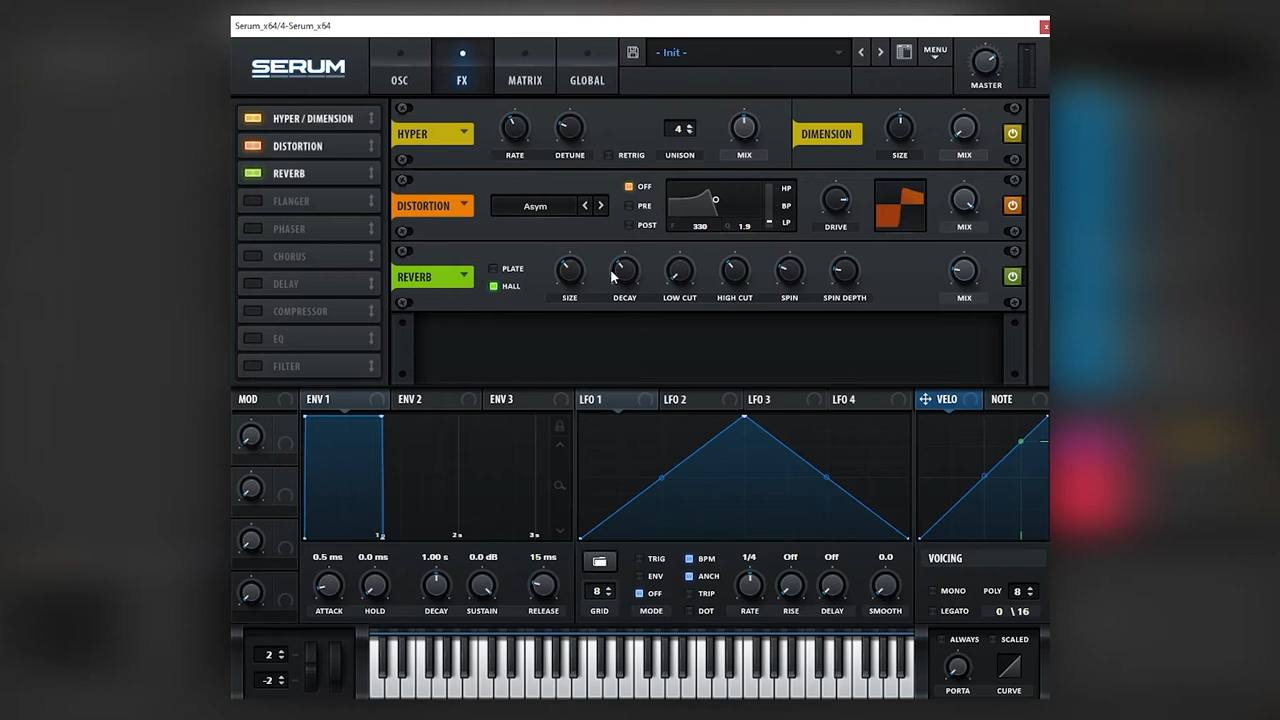 Serum_x64/4-Serum_x64
x
SERUM
OSC
FX
MATRIX
GLOBAL
- Init -
MENU
MASTER
HYPER / DIMENSION
DISTORTION
REVERB
FLANGER
PHASER
CHORUS
DELAY
COMPRESSOR
EQ
FILTER
HYPER
RATE
DETUNE
RETRIG
4
UNISON
MIX
DIMENSION
SIZE
MIX
DISTORTION
Asym
OFF
PRE
POST
F 330 Q 1.9
HP
BP
LP
DRIVE
MIX
REVERB
PLATE
HALL
SIZE
DECAY
LOW CUT
HIGH CUT
SPIN
SPIN DEPTH
MIX
MOD
ENV 1
ENV 2
ENV 3
LFO 1
LFO 2
LFO 3
LFO 4
VELO
NOTE
2s
3s
0.5 ms
0.0 ms
1.00 s
0.0 dB
15 ms
ATTACK
HOLD
DECAY
SUSTAIN
RELEASE
8
GRID
TRIG
ENV
OFF
MODE
BPM
ANCH
TRIP
DOT
1/4
Off
Off
0.0
RATE
RISE
DELAY
SMOOTH
VOICING
MONO
POLY
8
LEGATO
0 \16
2
-2
ALWAYS
SCALED
PORTA
CURVE